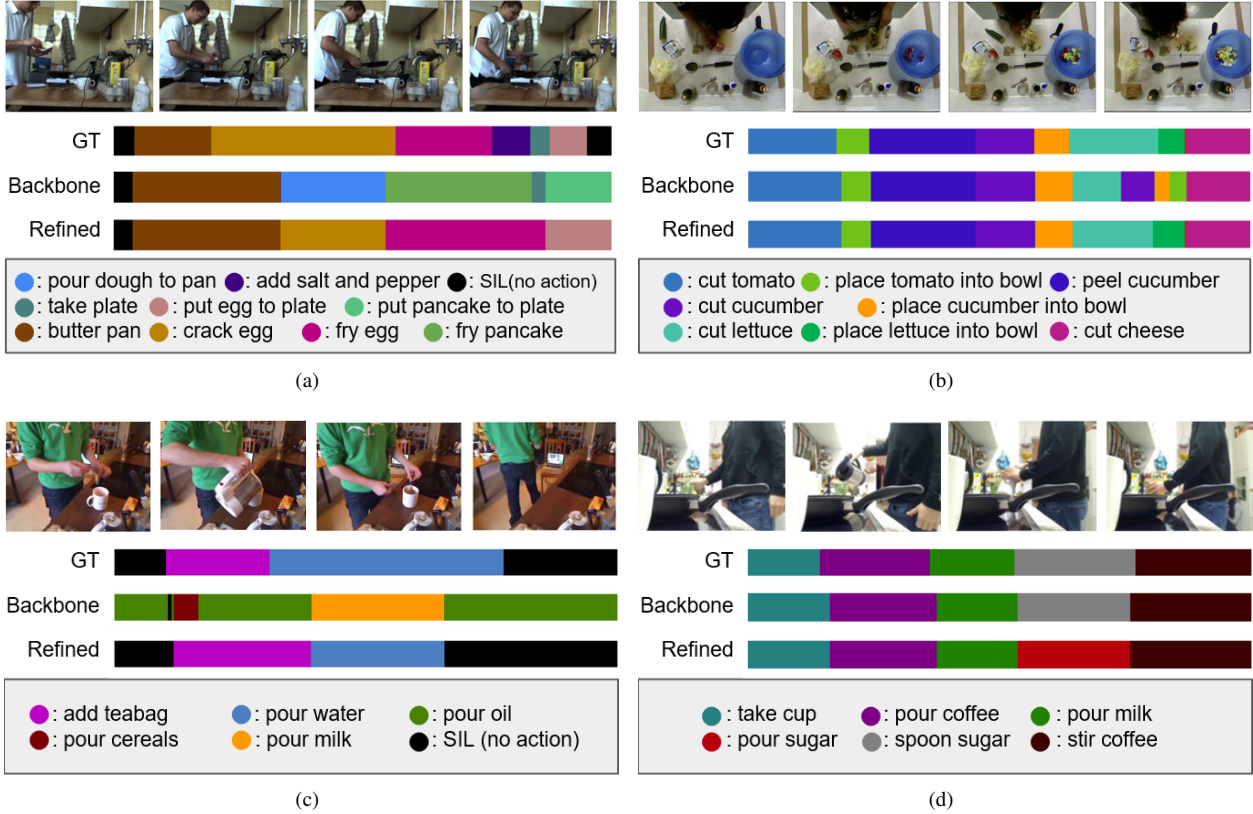 GT
Backbone
Refined
: pour dough to pan : add salt and pepper : SIL(no action)
: take plate : put egg to plate : put pancake to plate
: butter pan : crack egg : fry egg : fry pancake
(a)
GT
Backbone
Refined
: cut tomato : place tomato into bowl : peel cucumber
: cut cucumber : place cucumber into bowl
: cut lettuce : place lettuce into bowl : cut cheese
(b)
GT
Backbone
Refined
: add teabag : pour water : pour oil
: pour cereals : pour milk : SIL (no action)
(c)
GT
Backbone
Refined
: take cup : pour coffee : pour milk
: pour sugar : spoon sugar : stir coffee
(d)